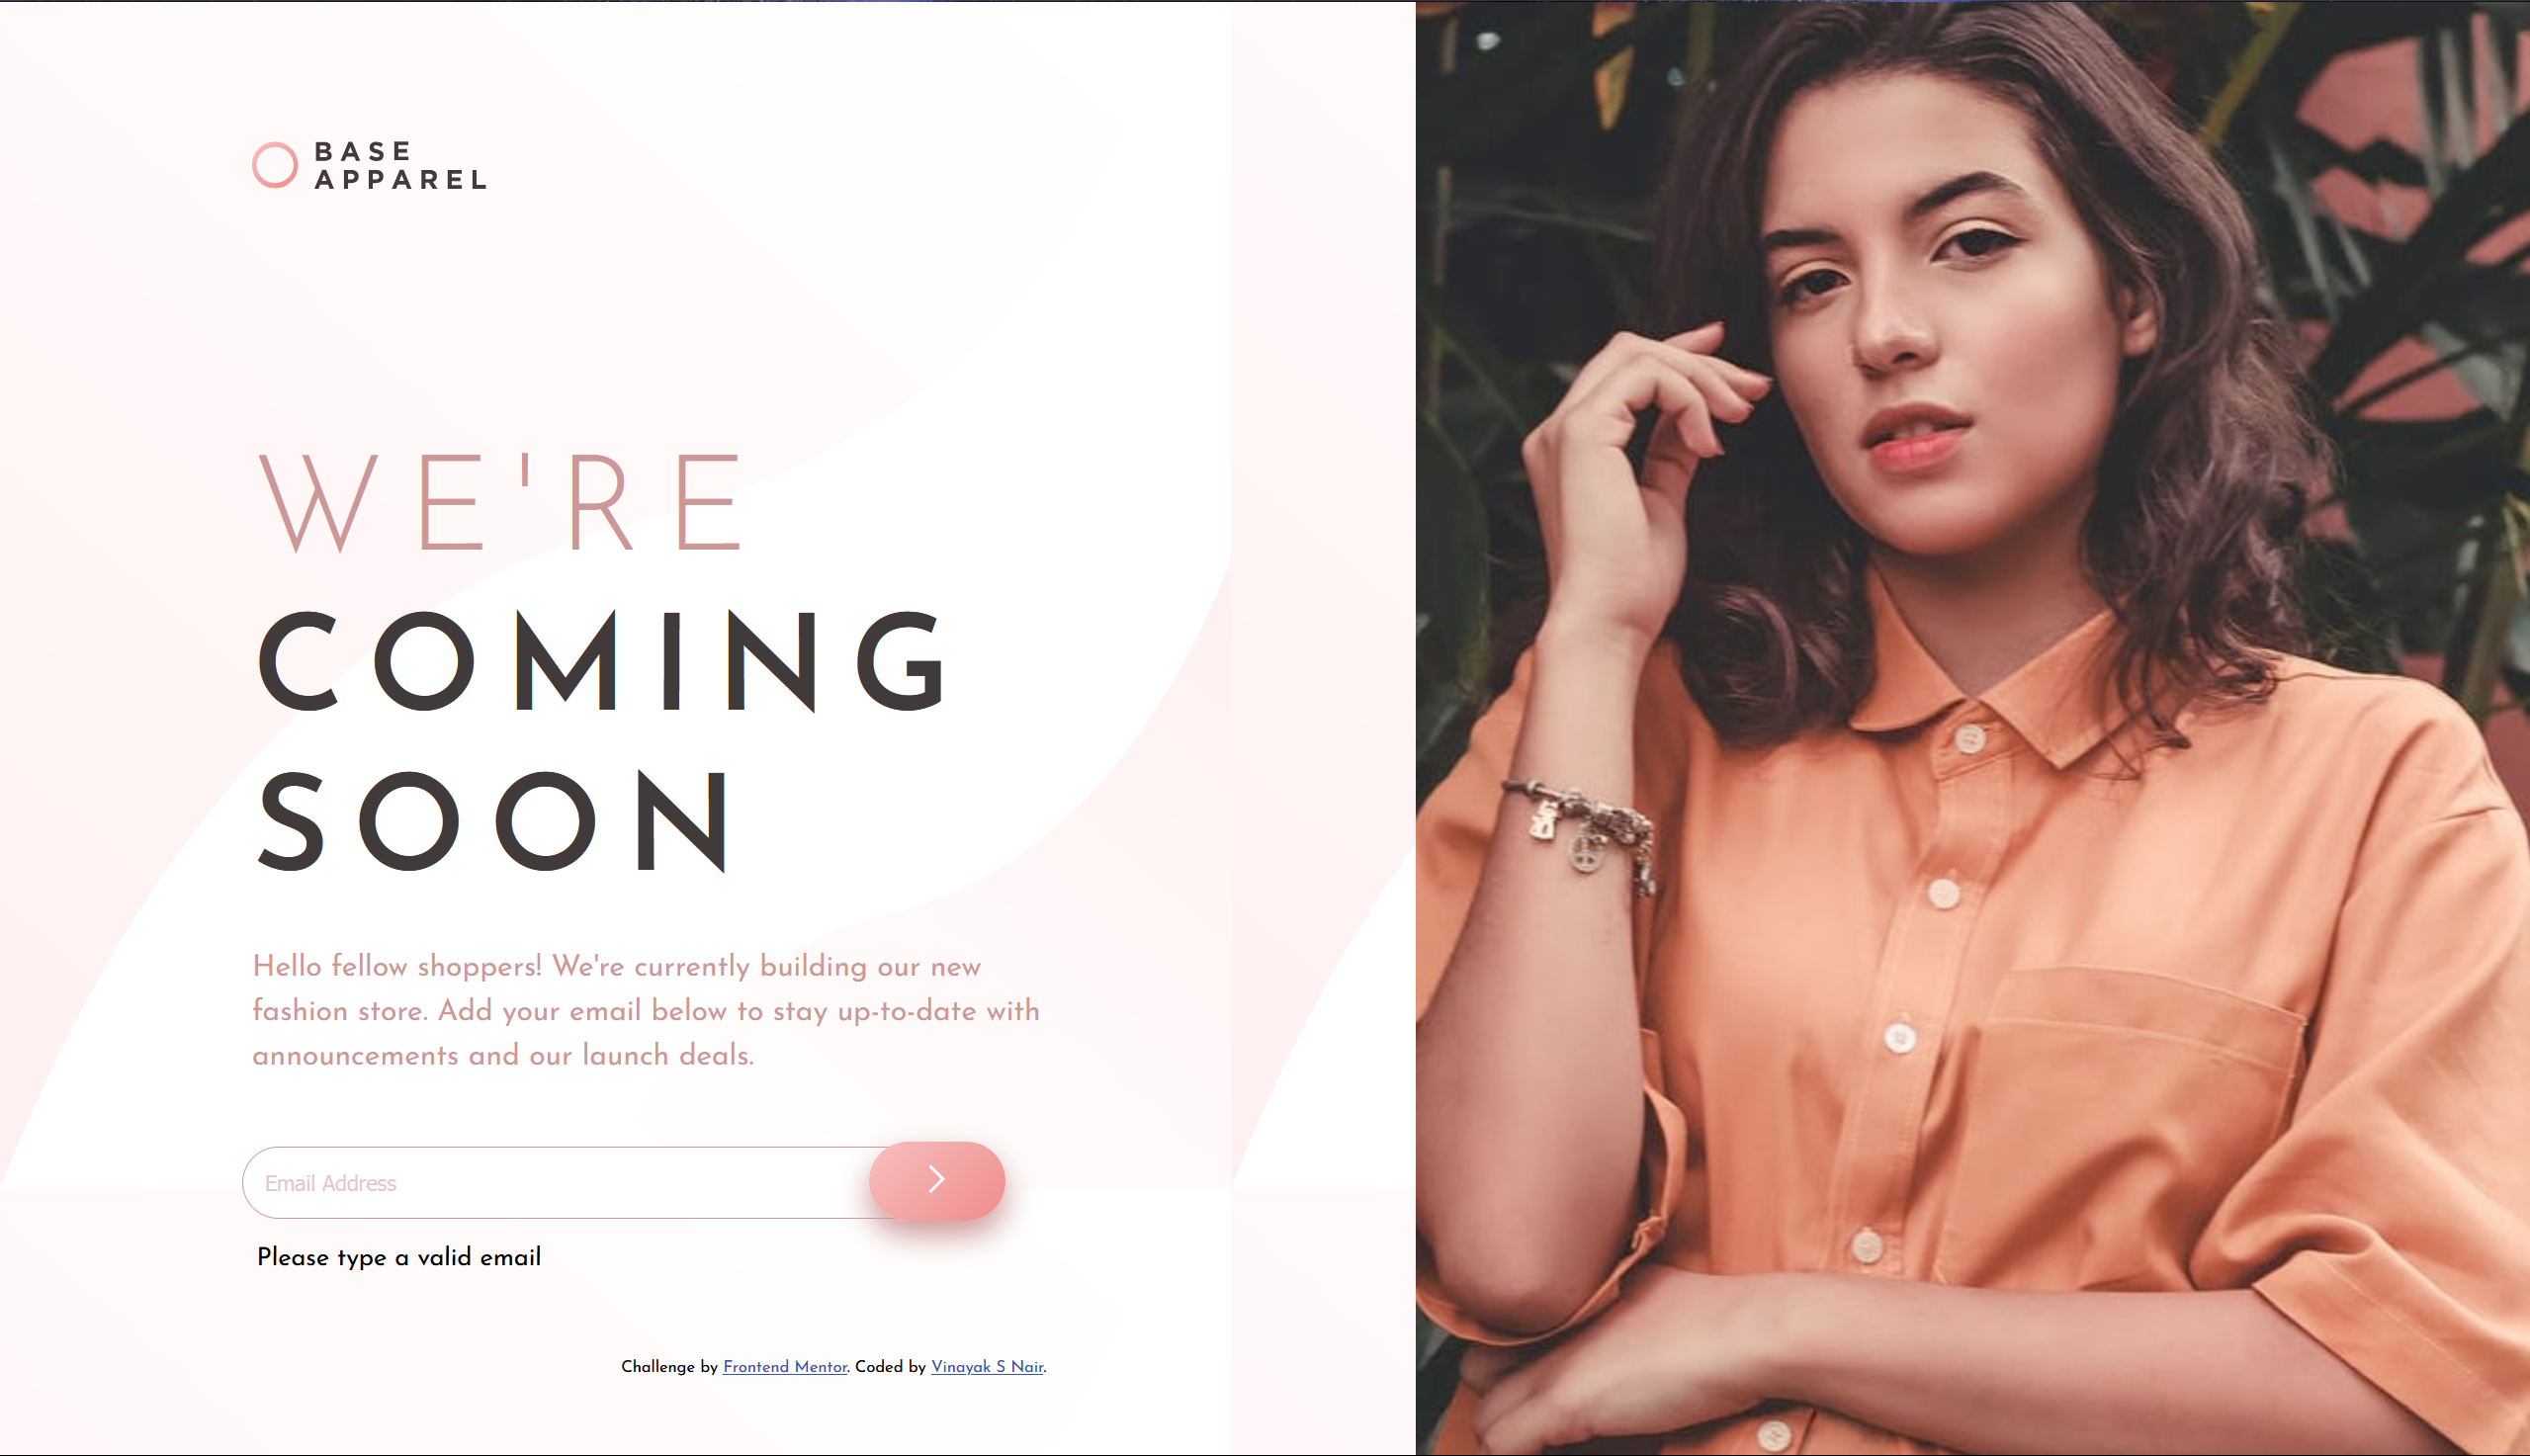 BASE
APPAREL
WE'RE
COMING
SOON
Hello fellow shoppers! We're currently building our new
fashion store. Add your email below to stay up-to-date with
announcements and our launch deals.
Email Address
Please type a valid email
Challenge by Frontend Mentor. Coded by Vinayak S Nair.